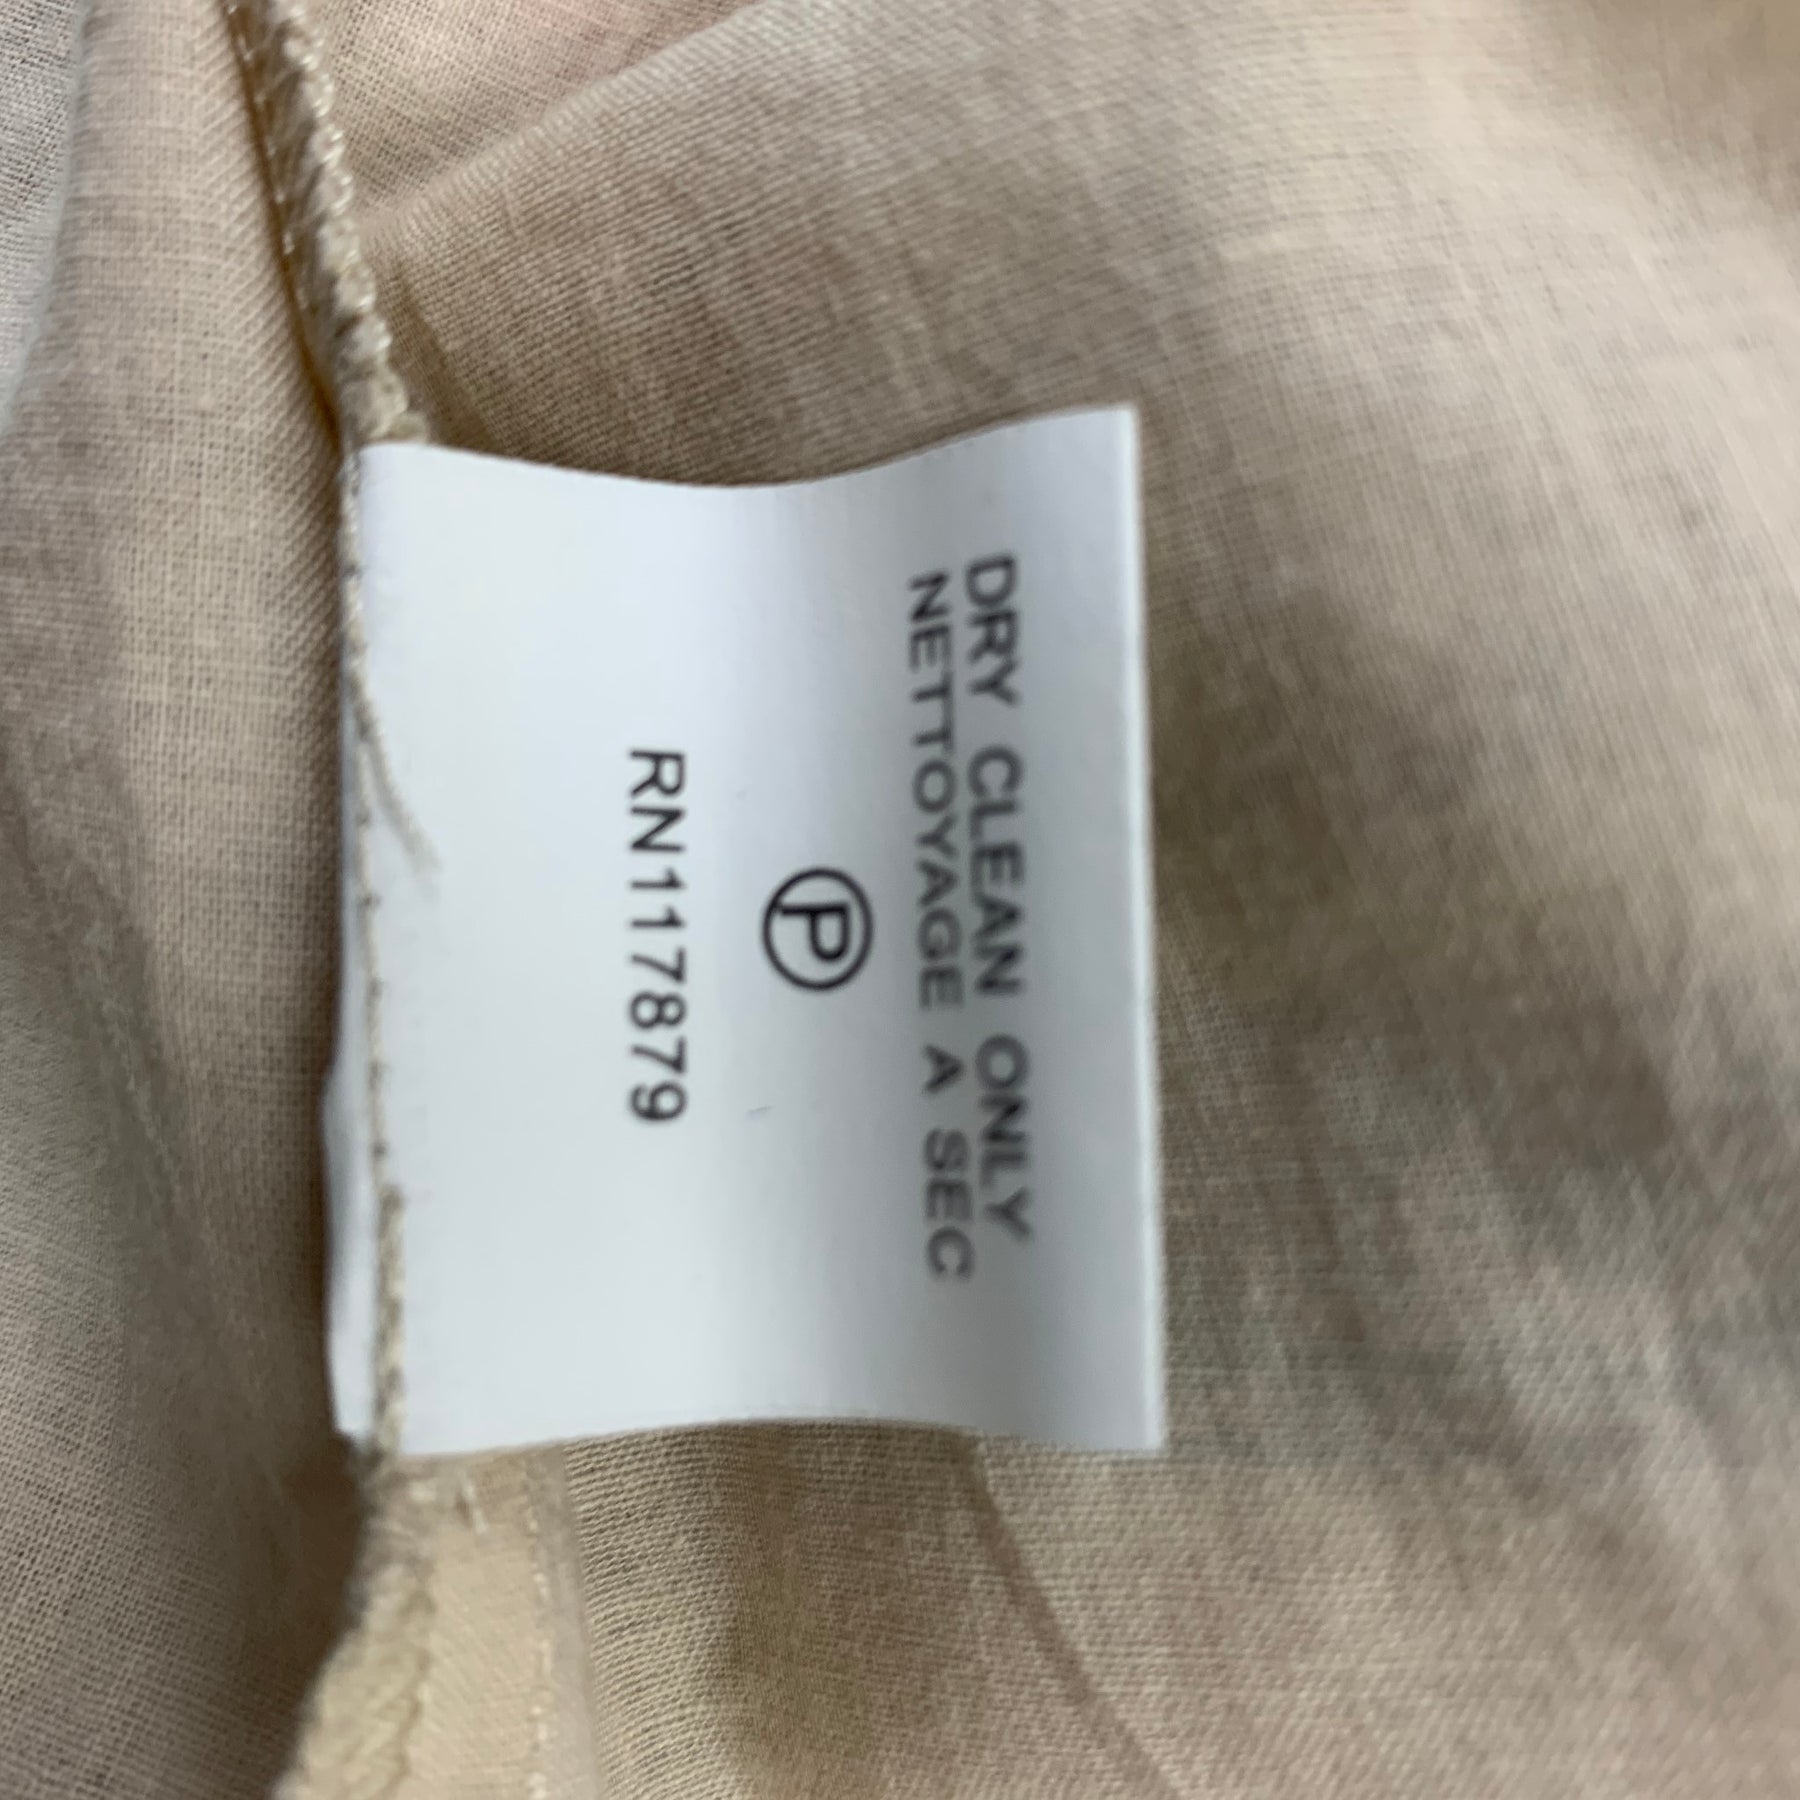 DRY CLEAN ONLY
NETTOYAGE A SEC
P
RN117879